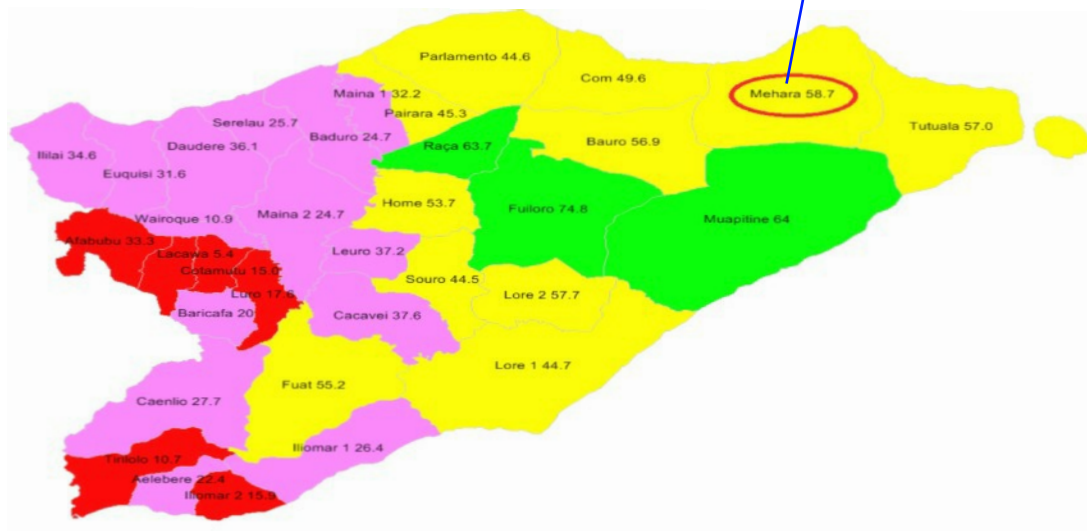 Parlamento 44.6
Com 49.6
Mehara 58.7
Maina 1 32.2
Pairara 45.3
Tutuala 57.0
Serelau 25.7
Baduro 24.7
Bauro 56.9
Raça 63.7
Daudere 36.1
Ililai 34.6
Euquisi 31.6
Home 53.7
Fuiloro 74.8
Muapitine 64
Maina 2 24.7
Wairoque 10.9
Afabubu 33.3
Leuro 37.2
Lacawa 5.4
Cotamutu 15.0
Souro 44.5
Luro 17.6
Lore 2 57.7
Baricafa 20
Cacavei 37.6
Lore 1 44.7
Fuat 55.2
Caenlio 27.7
Iliomar 1 26.4
Tirilolo 10.7
Aelebere 22.4
Iliomar 2 15.9